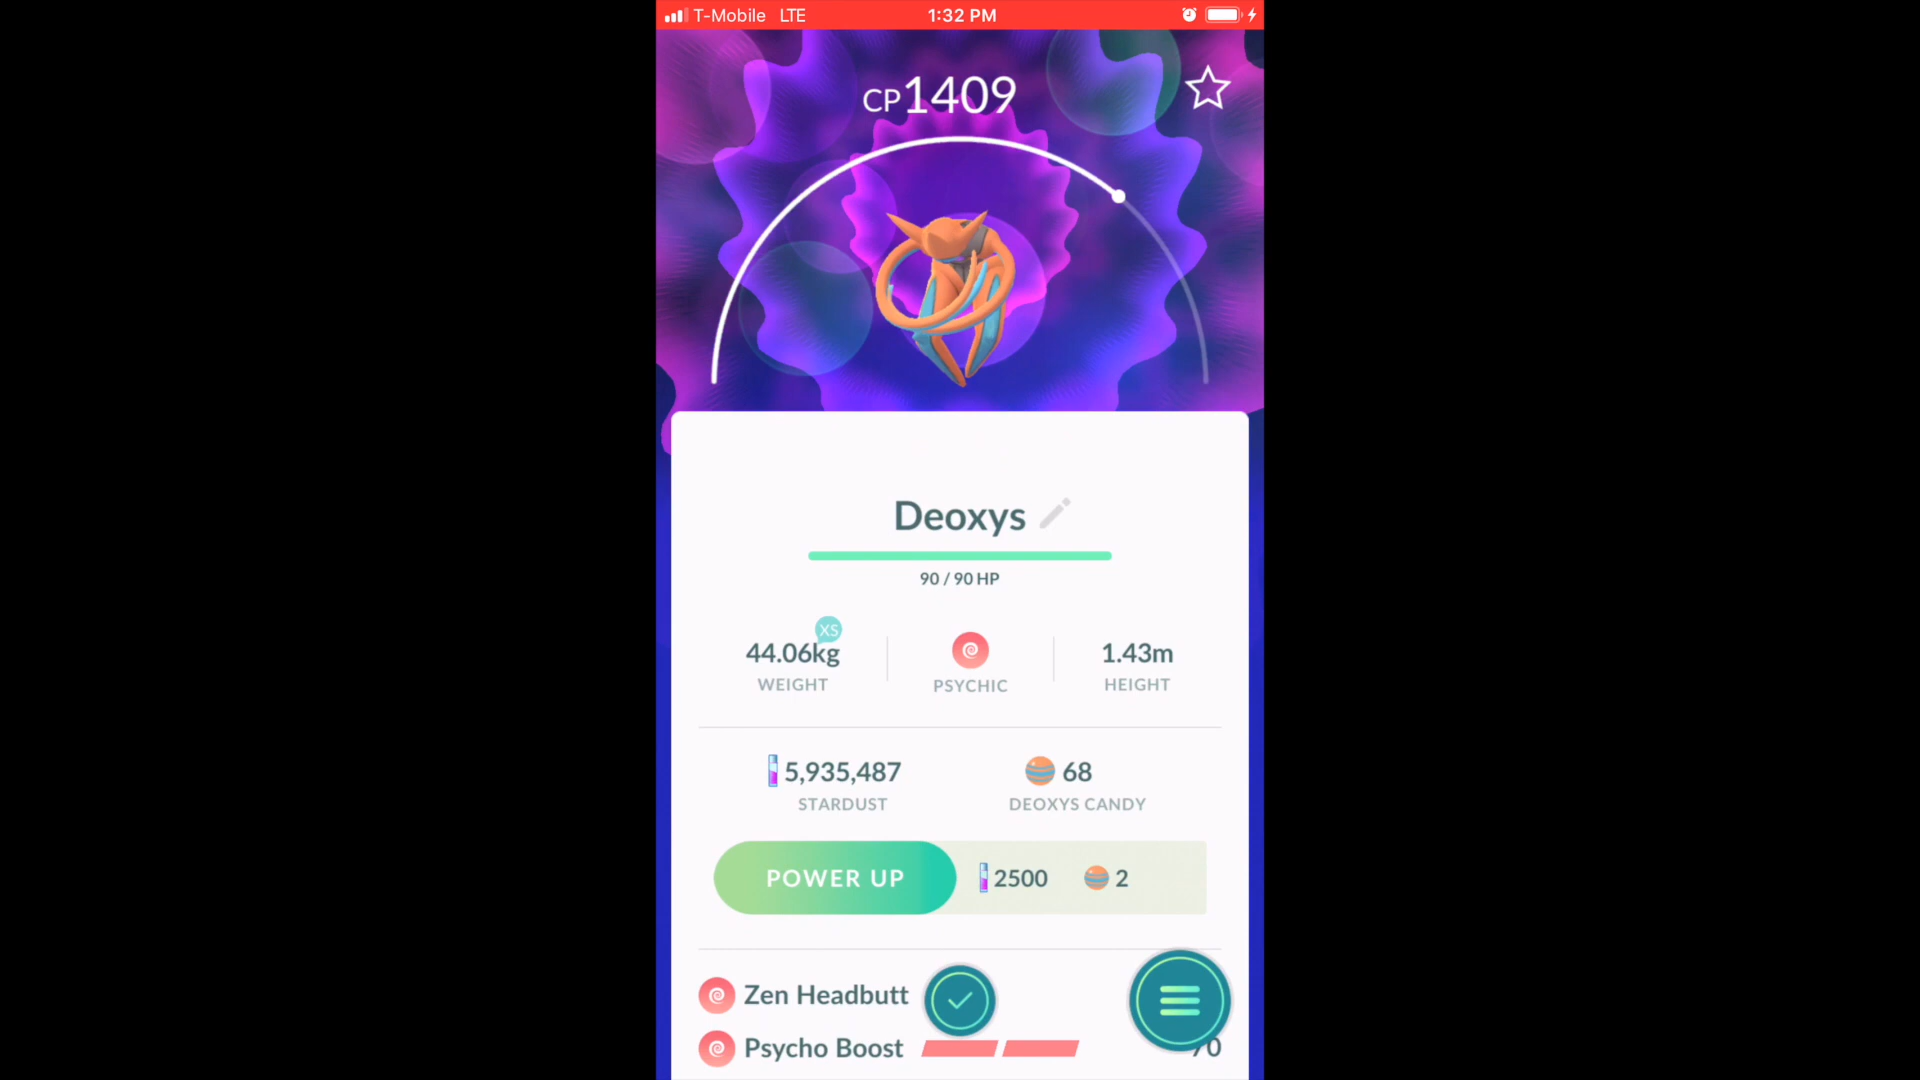 T-Mobile LTE 1:32 PM
CP1409
Deoxys
90 / 90 HP
XS
44.06kg
WEIGHT
PSYCHIC
1.43m
HEIGHT
5,935,487
STARDUST
68
DEOXYS CANDY
POWER UP 2500 2
Zen Headbutt
Psycho Boost 70